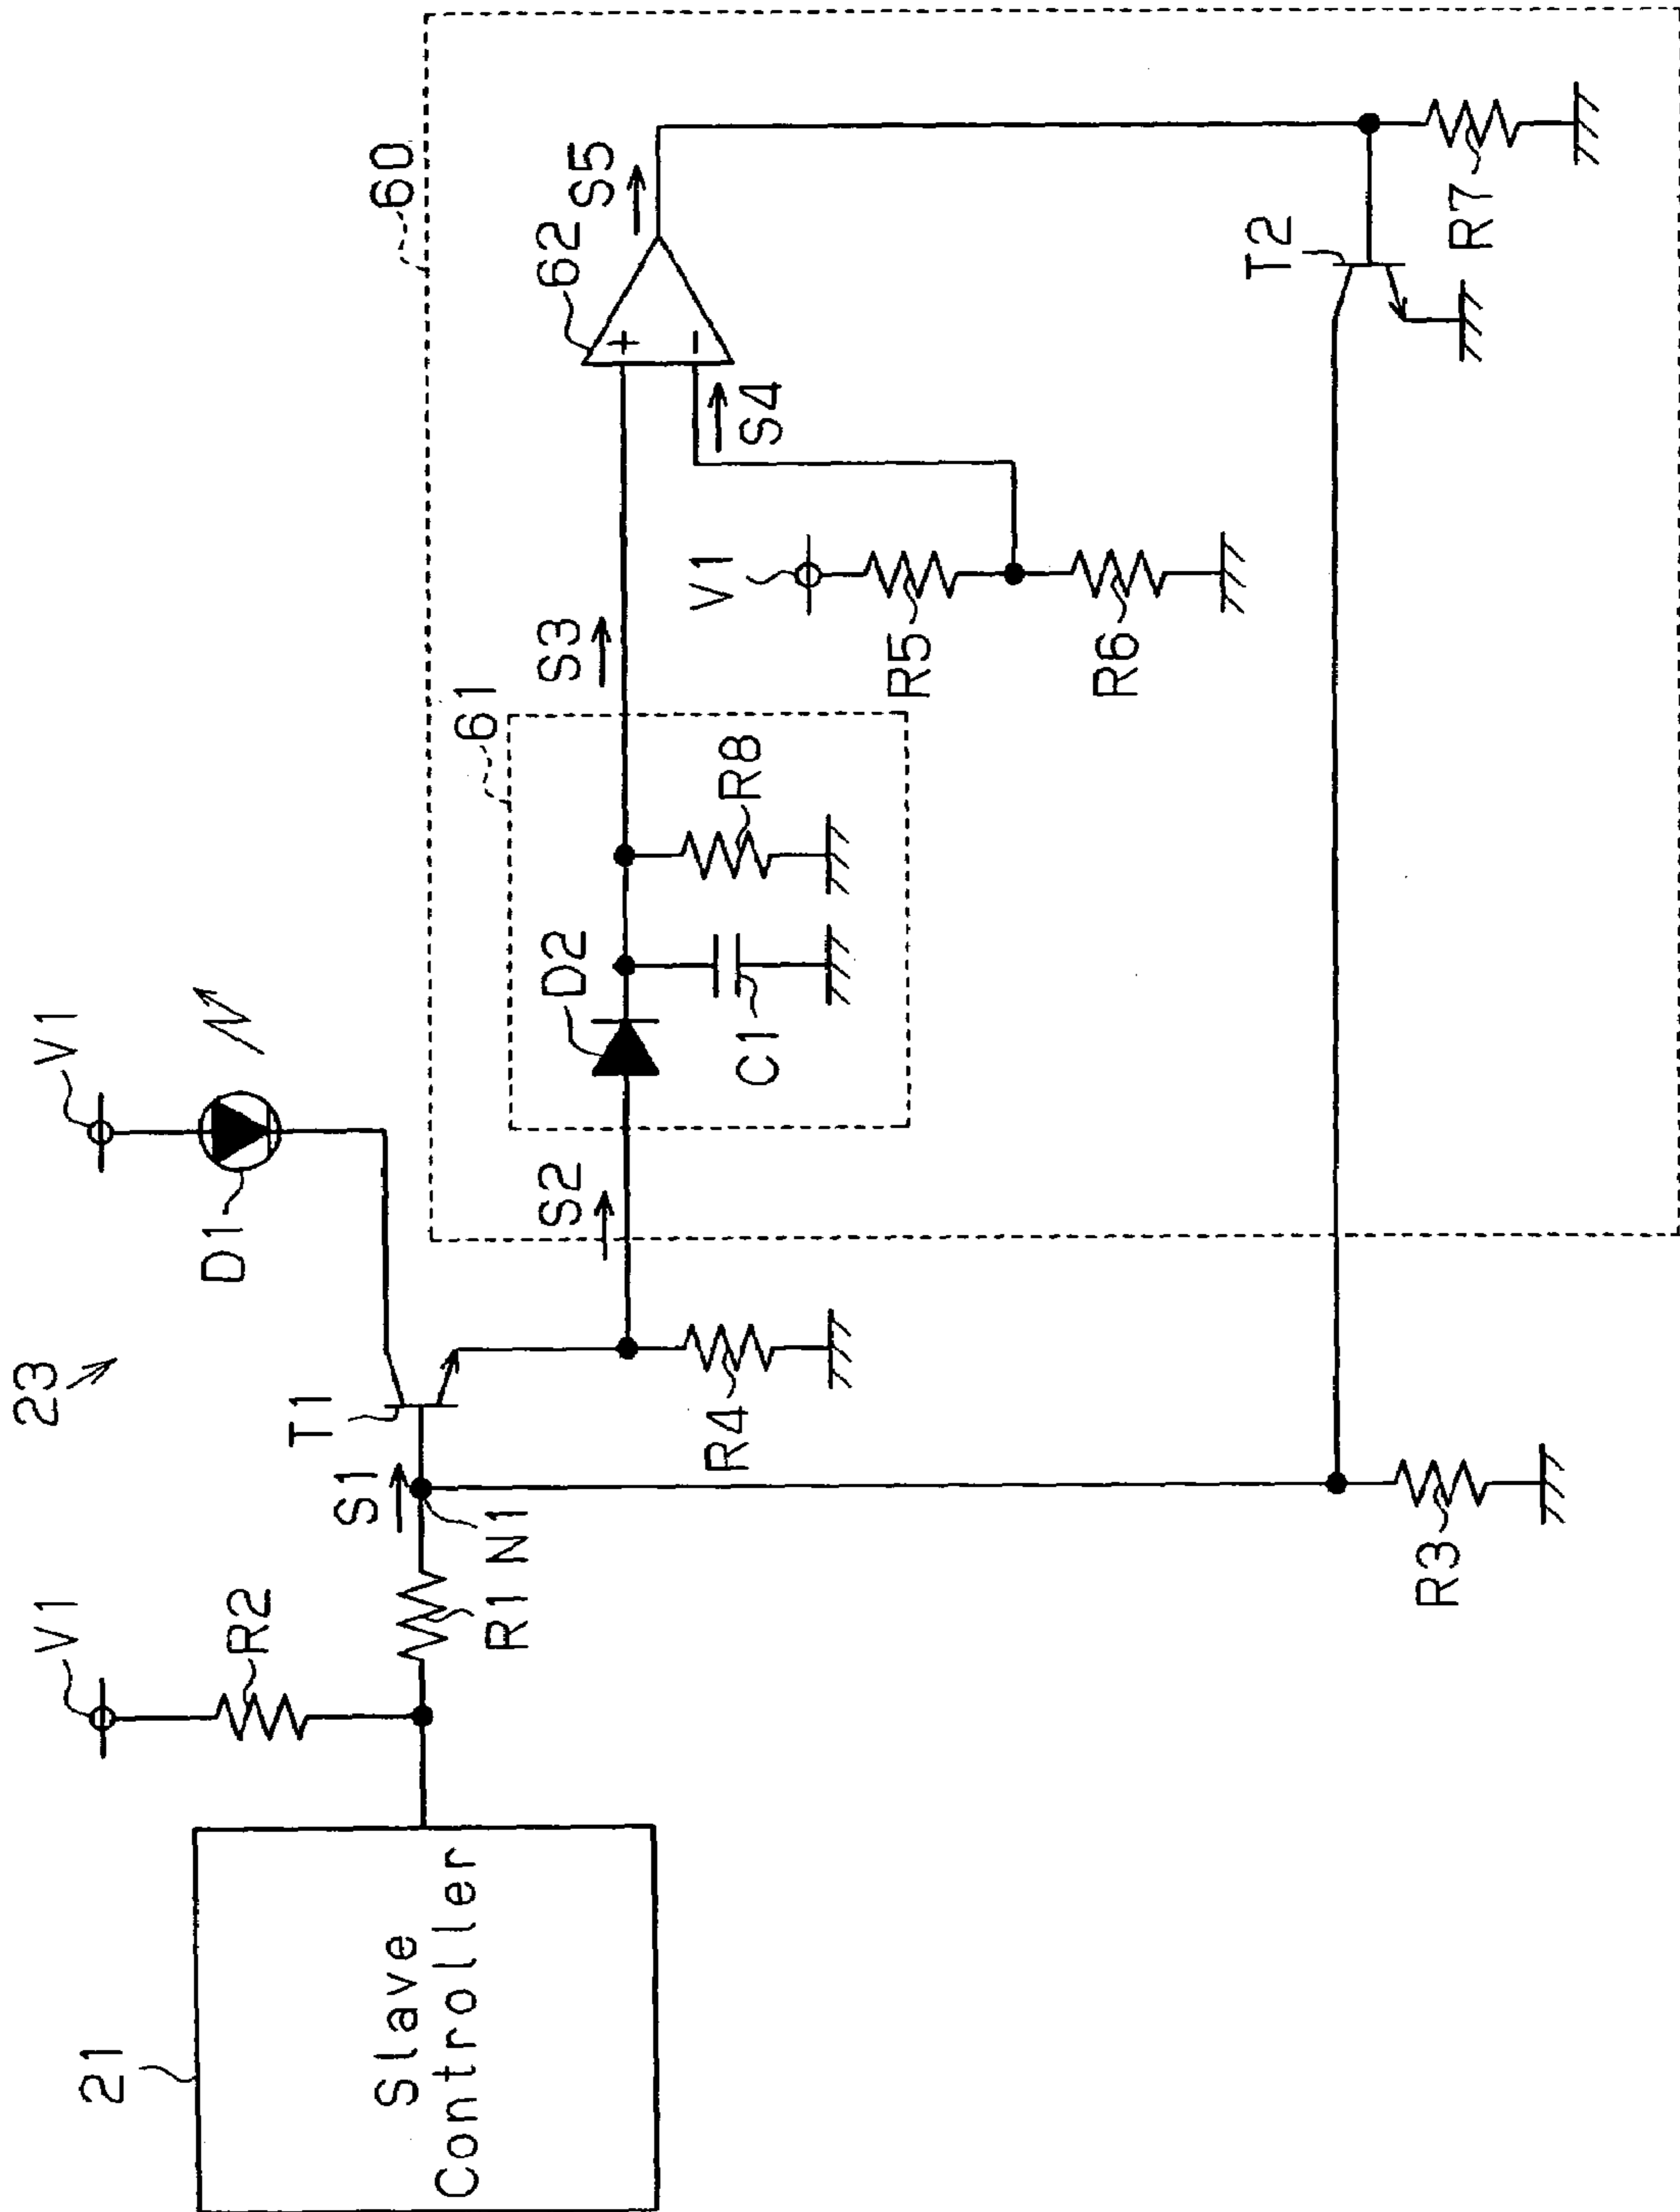 23
V1
V1
D1
R2
T1
60
21
S1
Slave
Controller
R1
N1
S2
61
D2
S3
62
S5
R4
C1
R8
V1
S4
R5
R6
T2
R3
R7
+
−